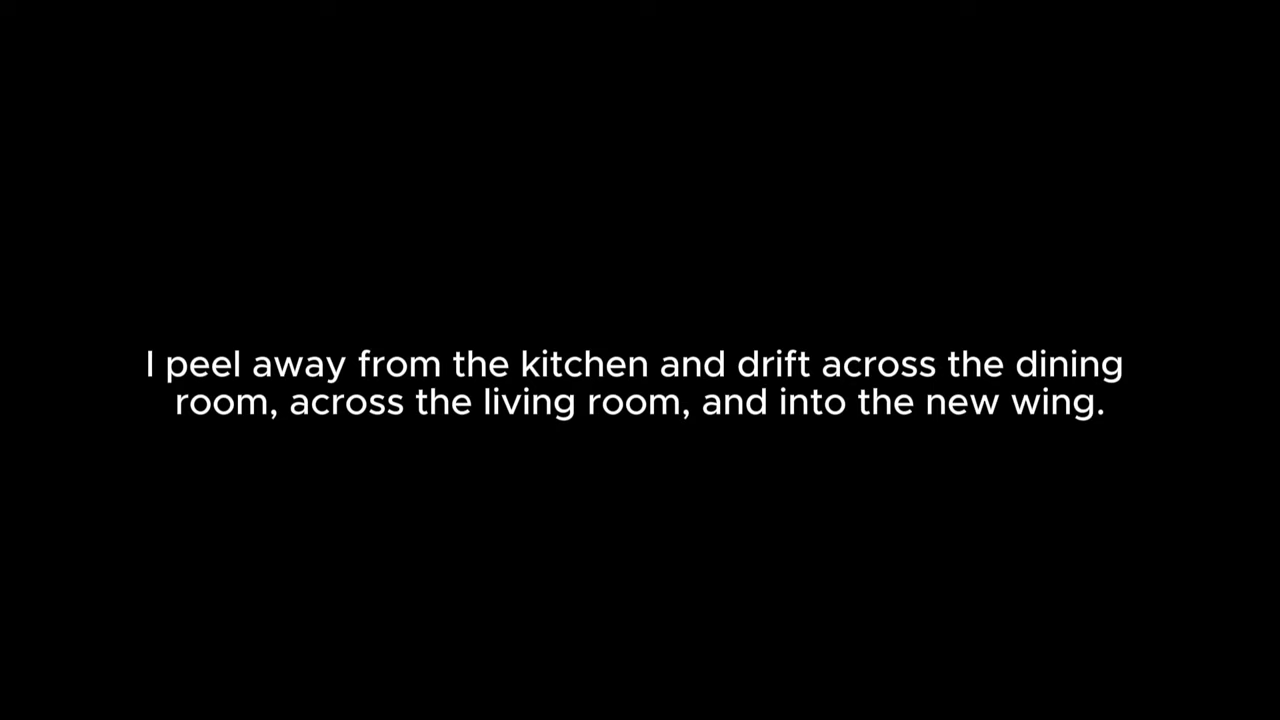 I peel away from the kitchen and drift across the dining
room, across the living room, and into the new wing.